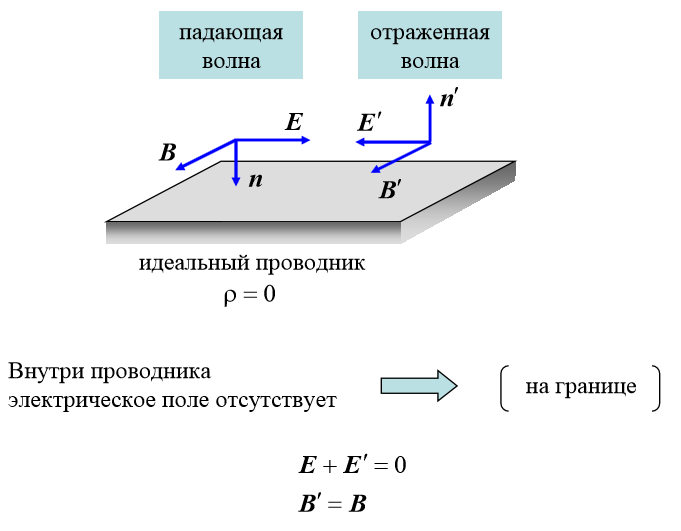 падающая
волна
отраженная
волна
E
B
n
E′
n′
B′
идеальный проводник
ρ = 0
Внутри проводника
электрическое поле отсутствует
на границе
E + E′ = 0
B′ = B